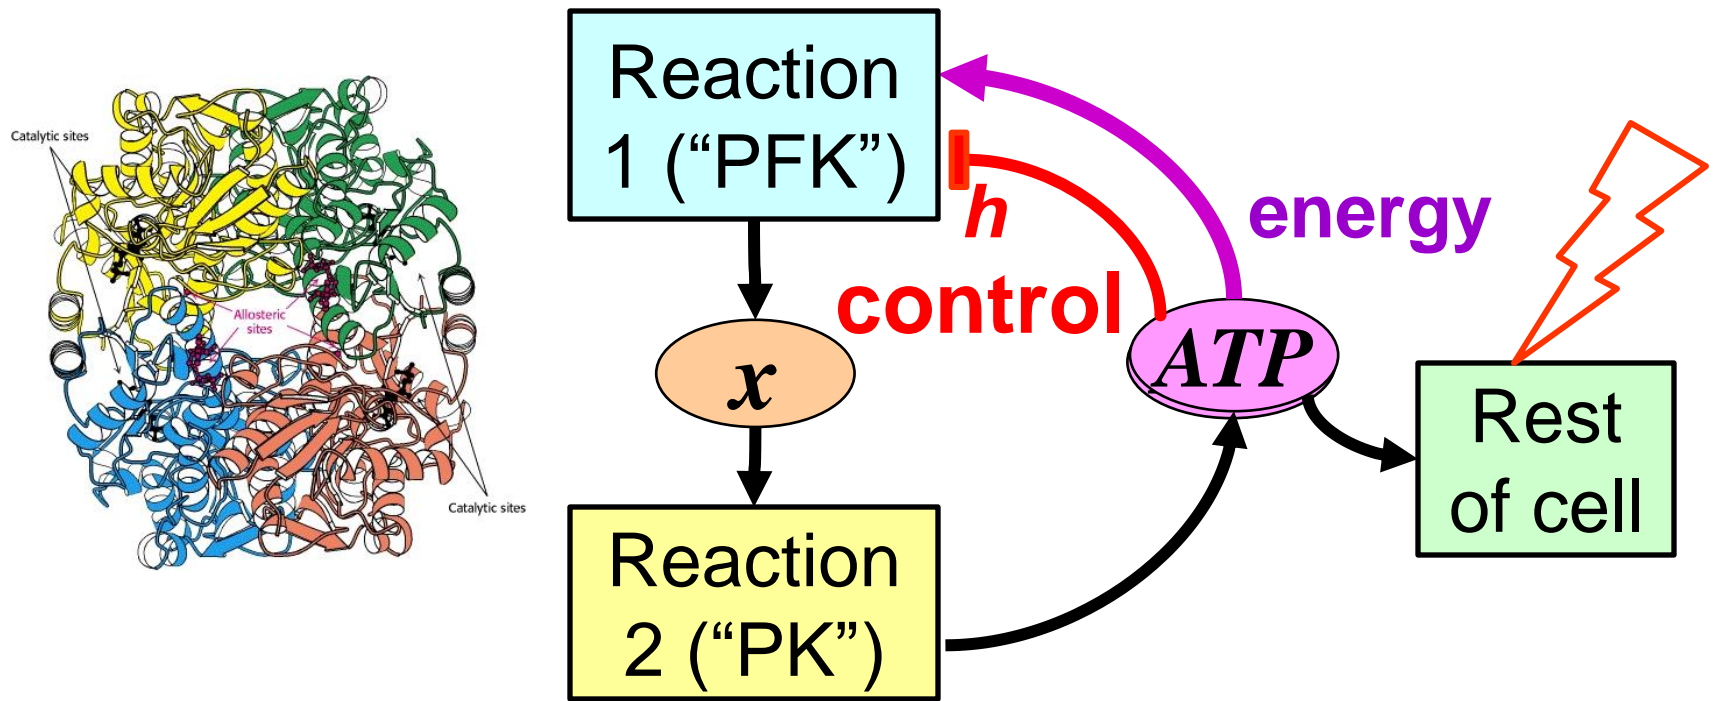 Catalytic sites
Allosteric
sites
Catalytic sites
Reaction
1 (“PFK”)
h
control
energy
x
ATP
Rest
of cell
Reaction
2 (“PK”)